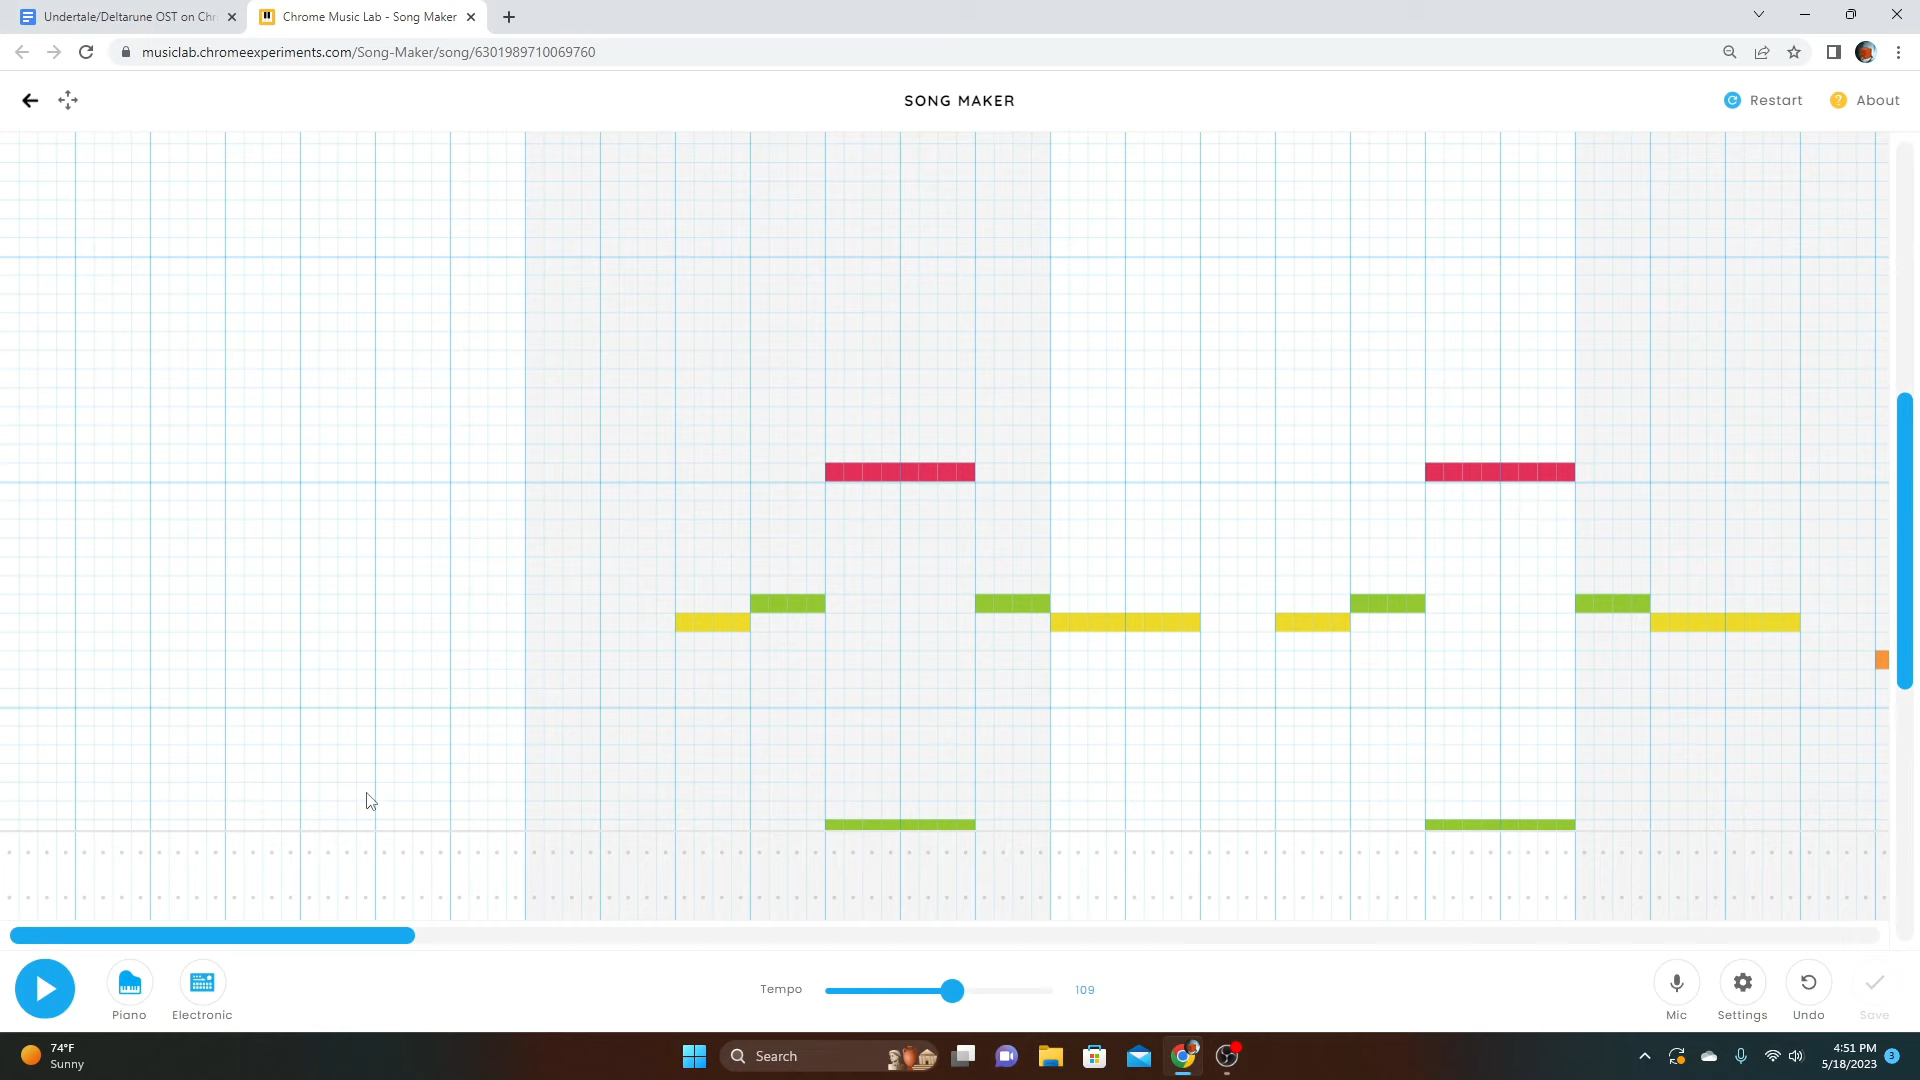 Undertale/Deltarune OST on Chr
Chrome Music Lab - Song Maker
musiclab.chromeexperiments.com/Song-Maker/song/6301989710069760
SONG MAKER
Restart
? About
Tempo
109
Piano
Electronic
Mic
Settings
Undo
Save
74°F
Sunny
Search
4:51 PM
5/18/2023
3